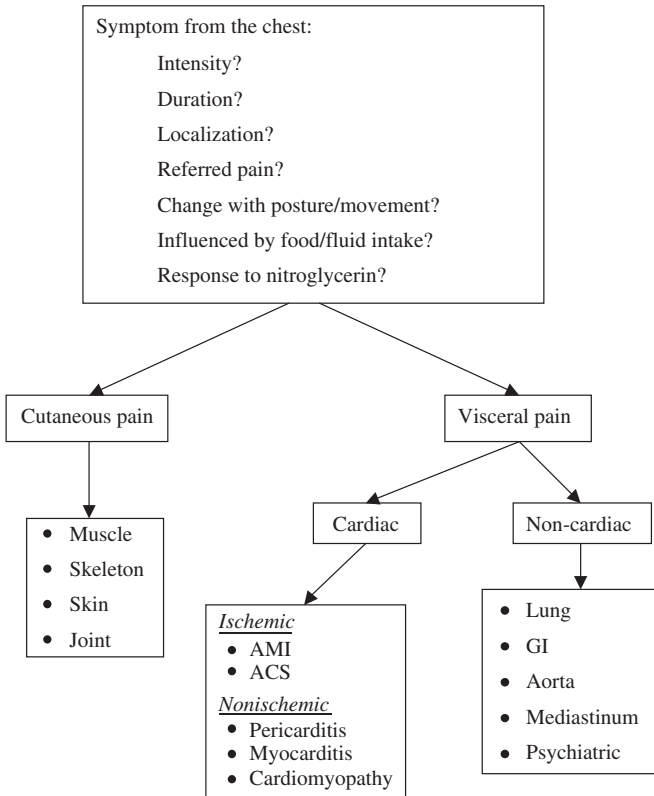 Symptom from the chest:
Intensity?
Duration?
Localization?
Referred pain?
Change with posture/movement?
Influenced by food/fluid intake?
Response to nitroglycerin?
Cutaneous pain
Visceral pain
• Muscle
• Skeleton
• Skin
• Joint
Cardiac
Non-cardiac
Ischemic
• AMI
• ACS
Nonischemic
• Pericarditis
• Myocarditis
• Cardiomyopathy
• Lung
• GI
• Aorta
• Mediastinum
• Psychiatric